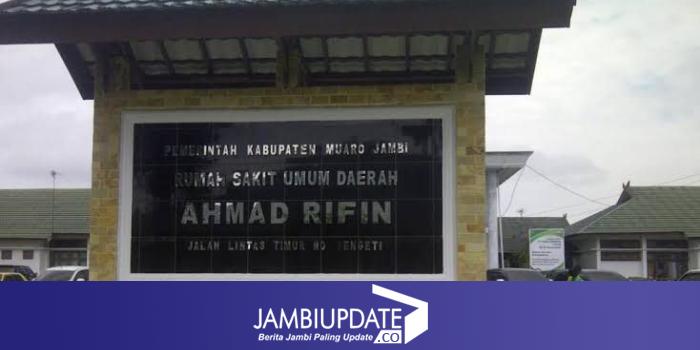 PEMERINTAH KABUPATEN MUARO JAMBI
RUMAH SAKIT UMUM DAERAH
AHMAD RIFIN
JALAN LINTAS TIMUR NO SENGETI
JAMBIUPDATE.CO
Berita Jambi Paling Update